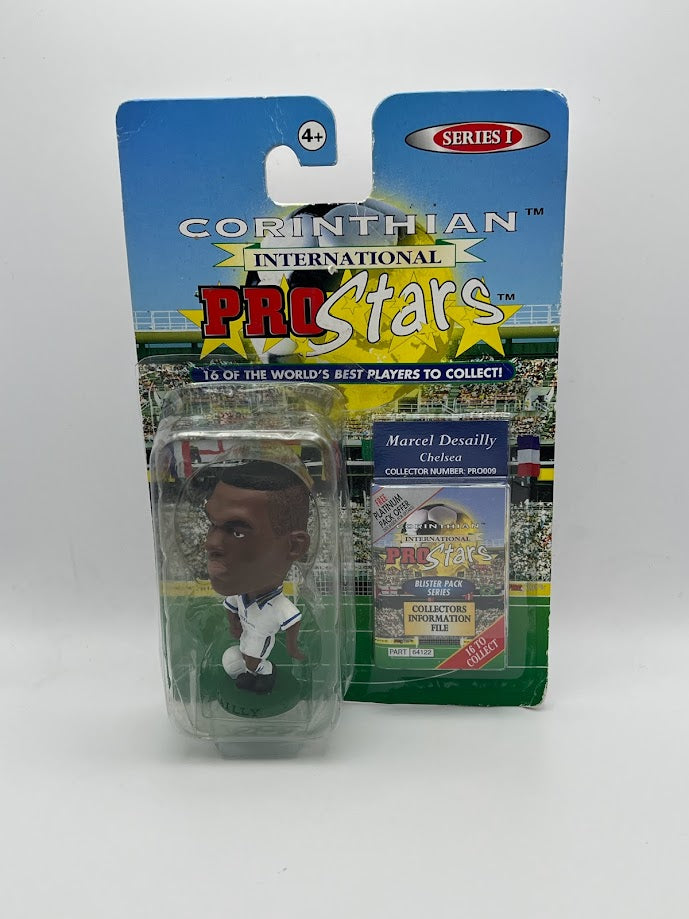 4+
SERIES I
CORINTHIAN™
INTERNATIONAL
PROStars™
16 OF THE WORLD'S BEST PLAYERS TO COLLECT!
Marcel Desailly
Chelsea
COLLECTOR NUMBER: PRO009
FREE
PLATINUM
PACK OFFER
CORINTHIAN
INTERNATIONAL
PROStars
BLISTER PACK
SERIES
COLLECTORS
INFORMATION
FILE
PART 64122
16 TO
COLLECT
ILLY